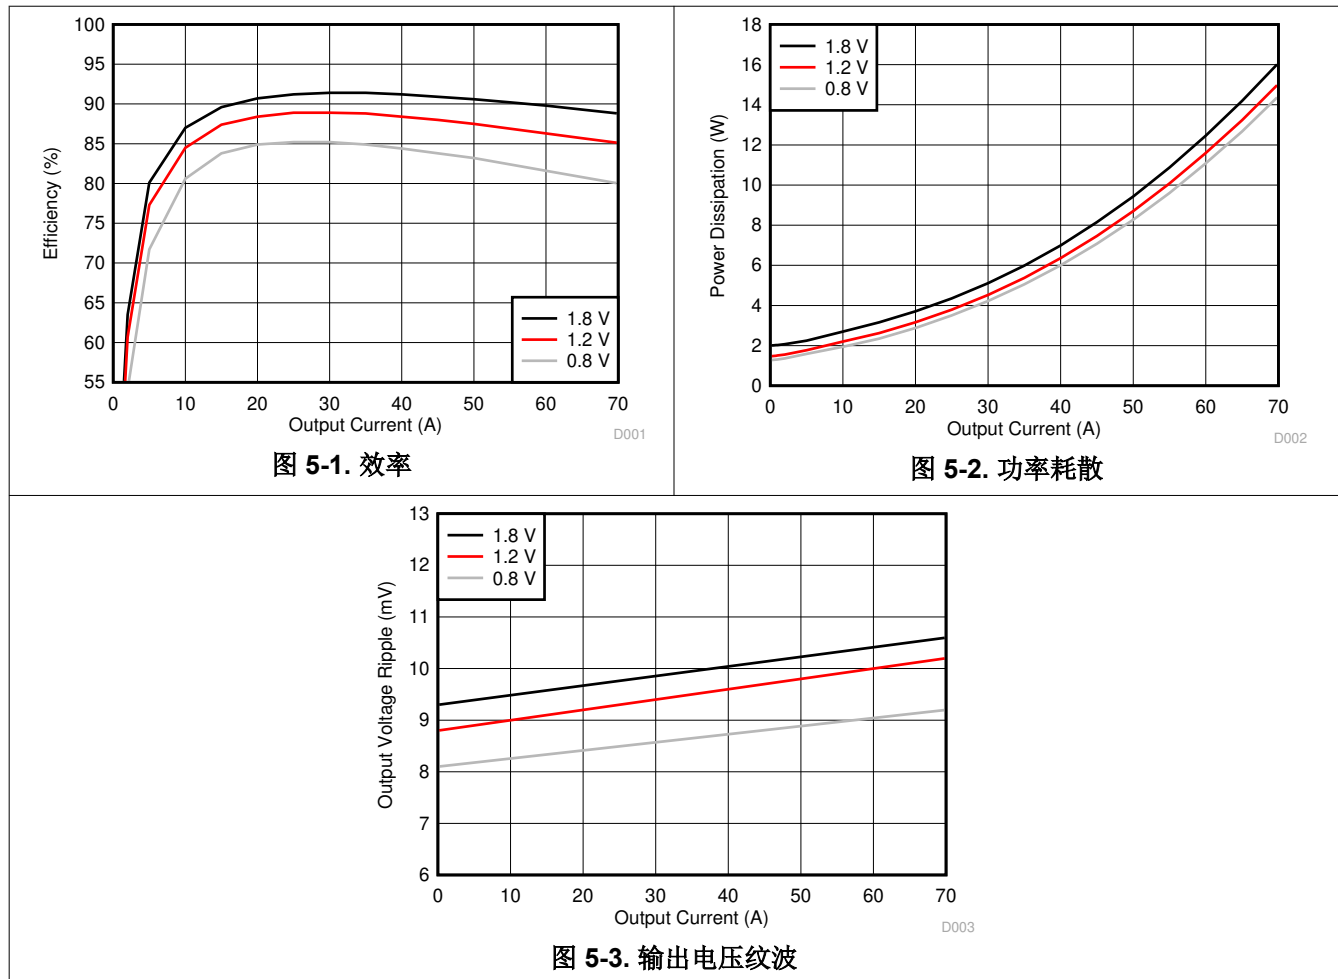 100
95
90
85
80
75
70
65
60
55
Efficiency (%)
1.8 V
1.2 V
0.8 V
0 10 20 30 40 50 60 70
Output Current (A)
D001
图 5-1. 效率
18
16
14
12
10
8
6
4
2
0
Power Dissipation (W)
1.8 V
1.2 V
0.8 V
0 10 20 30 40 50 60 70
Output Current (A)
D002
图 5-2. 功率耗散
13
12
11
10
9
8
7
6
Output Voltage Ripple (mV)
1.8 V
1.2 V
0.8 V
0 10 20 30 40 50 60 70
Output Current (A)
D003
图 5-3. 输出电压纹波